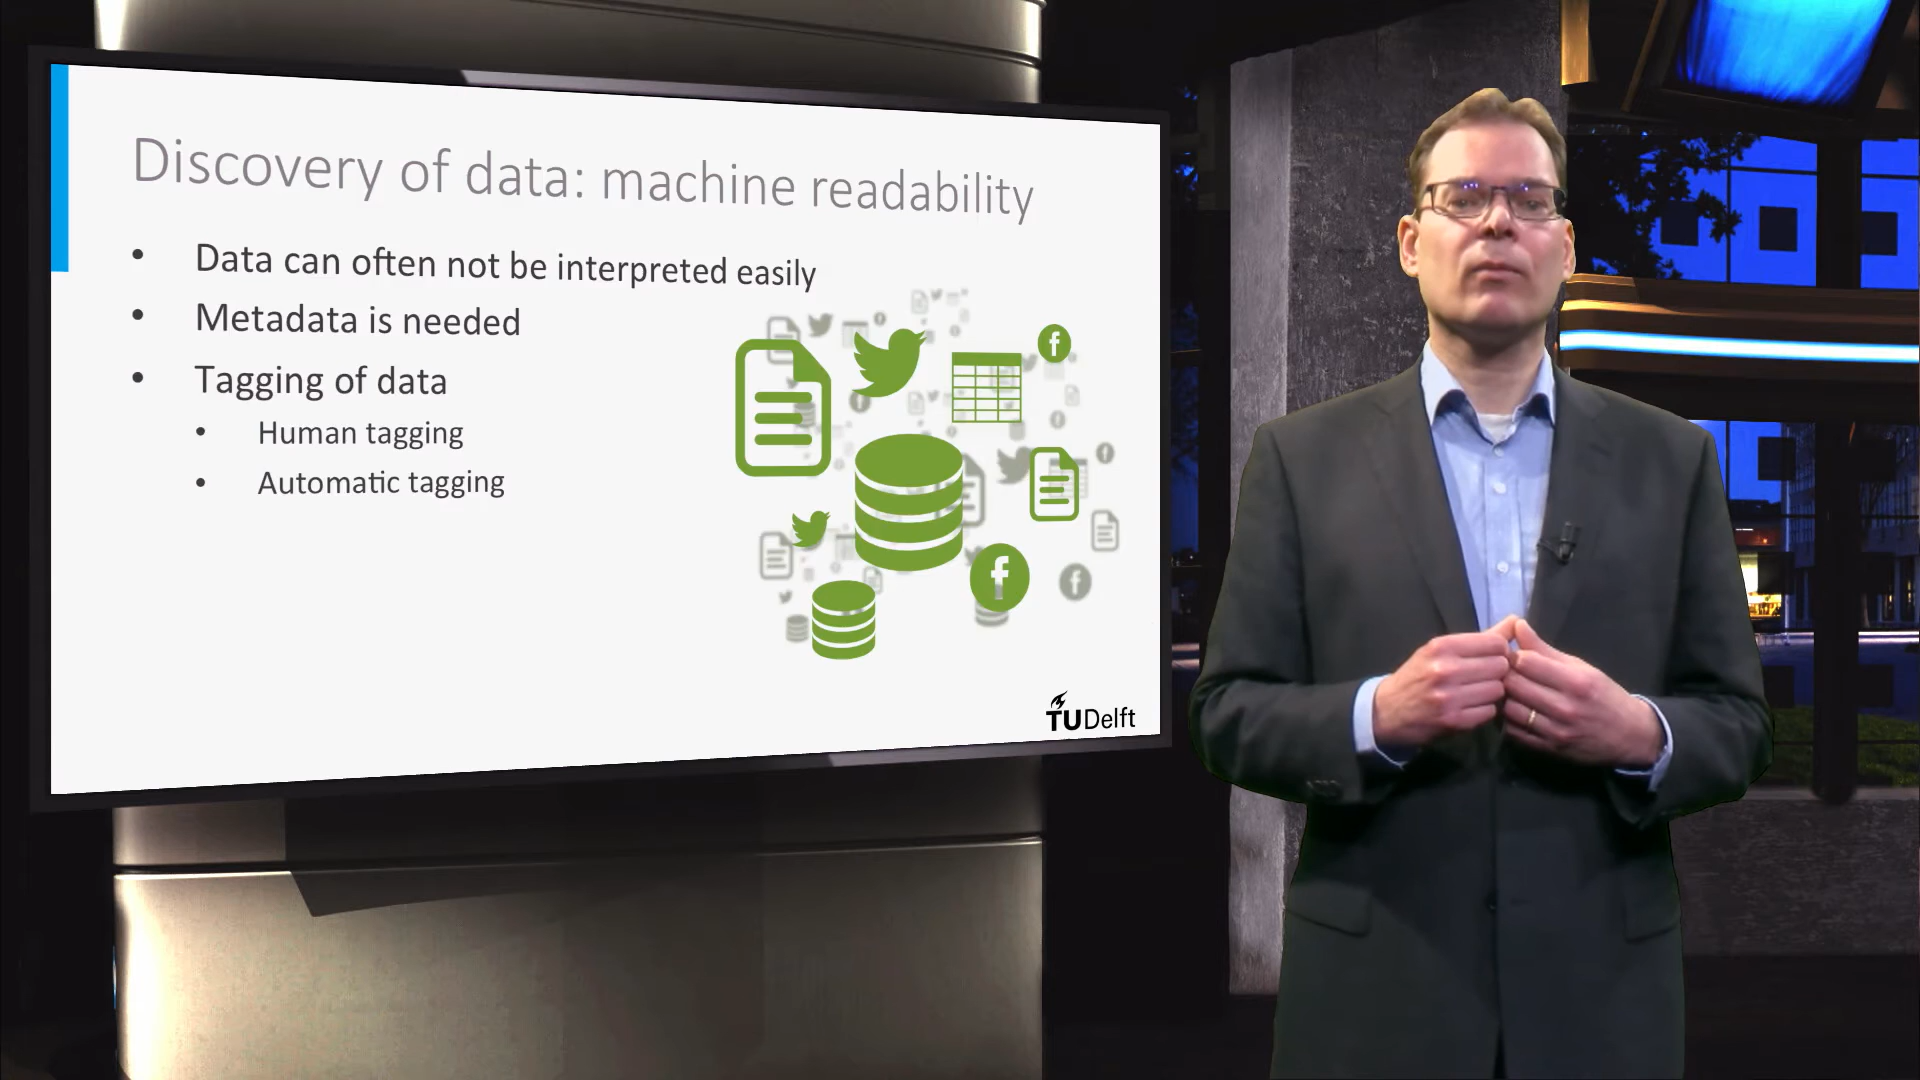 Discovery of data: machine readability
• Data can often not be interpreted easily
• Metadata is needed
• Tagging of data
• Human tagging
• Automatic tagging
TUDelft